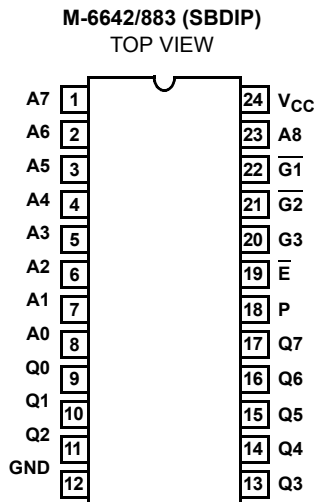 M-6642/883 (SBDIP)
TOP VIEW
A7 1 24 VCC
A6 2 23 A8
A5 3 22 G1
A4 4 21 G2
A3 5 20 G3
A2 6 19 E
A1 7 18 P
A0 8 17 Q7
Q0 9 16 Q6
Q1 10 15 Q5
Q2 11 14 Q4
GND 12 13 Q3